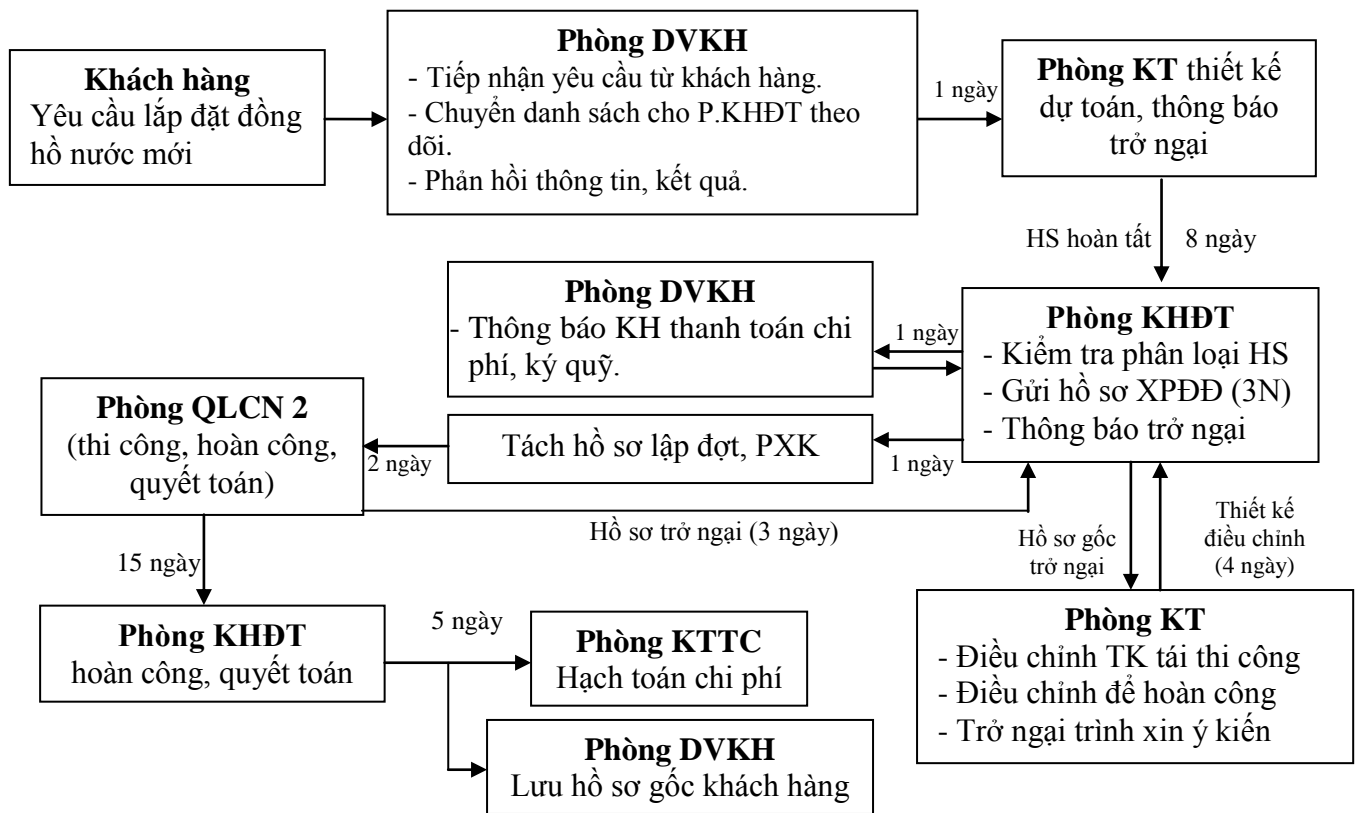 Khách hàng
Yêu cầu lắp đặt đồng
hồ nước mới
Phòng DVKH
- Tiếp nhận yêu cầu từ khách hàng.
- Chuyển danh sách cho P.KHĐT theo
dõi.
- Phản hồi thông tin, kết quả.
1 ngày
Phòng KT thiết kế
dự toán, thông báo
trở ngại
HS hoàn tất
8 ngày
Phòng DVKH
- Thông báo KH thanh toán chi
phí, ký quỹ.
1 ngày
Phòng KHĐT
- Kiểm tra phân loại HS
- Gửi hồ sơ XPĐĐ (3N)
- Thông báo trở ngại
Phòng QLCN 2
(thi công, hoàn công,
quyết toán)
2 ngày
Tách hồ sơ lập đợt, PXK
1 ngày
Hồ sơ trở ngại (3 ngày)
Hồ sơ gốc
trở ngại
Thiết kế
điều chỉnh
(4 ngày)
15 ngày
Phòng KHĐT
hoàn công, quyết toán
5 ngày
Phòng KTTC
Hạch toán chi phí
Phòng DVKH
Lưu hồ sơ gốc khách hàng
Phòng KT
- Điều chỉnh TK tái thi công
- Điều chỉnh để hoàn công
- Trở ngại trình xin ý kiến